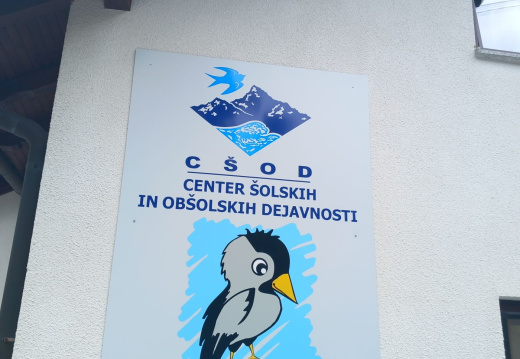 CŠOD
CENTER ŠOLSKIH
IN OBŠOLSKIH DEJAVNOSTI